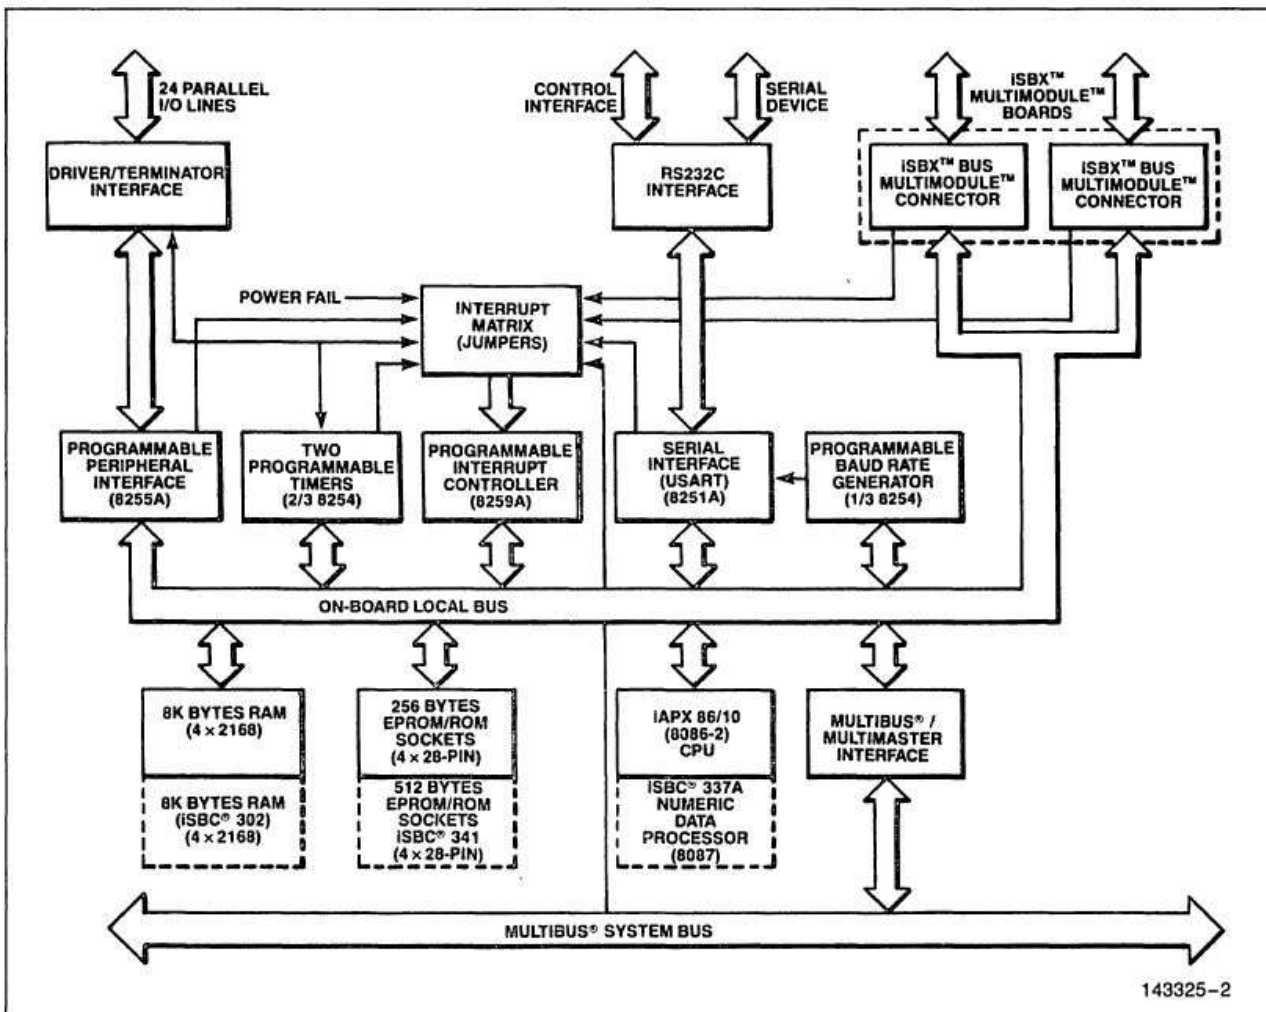 24 PARALLEL
I/O LINES
CONTROL
INTERFACE
SERIAL
DEVICE
iSBX™
MULTIMODULE™
BOARDS
DRIVER/TERMINATOR
INTERFACE
RS232C
INTERFACE
iSBX™ BUS
MULTIMODULE™
CONNECTOR
iSBX™ BUS
MULTIMODULE™
CONNECTOR
POWER FAIL
INTERRUPT
MATRIX
(JUMPERS)
PROGRAMMABLE
PERIPHERAL
INTERFACE
(8255A)
TWO
PROGRAMMABLE
TIMERS
(2/3 8254)
PROGRAMMABLE
INTERRUPT
CONTROLLER
(8259A)
SERIAL
INTERFACE
(USART)
(8251A)
PROGRAMMABLE
BAUD RATE
GENERATOR
(1/3 8254)
ON-BOARD LOCAL BUS
8K BYTES RAM
(4 × 2168)
256 BYTES
EPROM/ROM
SOCKETS
(4 × 28-PIN)
iAPX 86/10
(8086-2)
CPU
MULTIBUS® /
MULTIMASTER
INTERFACE
8K BYTES RAM
(iSBC® 302)
(4 × 2168)
512 BYTES
EPROM/ROM
SOCKETS
iSBC® 341
(4 × 28-PIN)
iSBC® 337A
NUMERIC
DATA
PROCESSOR
(8087)
MULTIBUS® SYSTEM BUS
143325–2